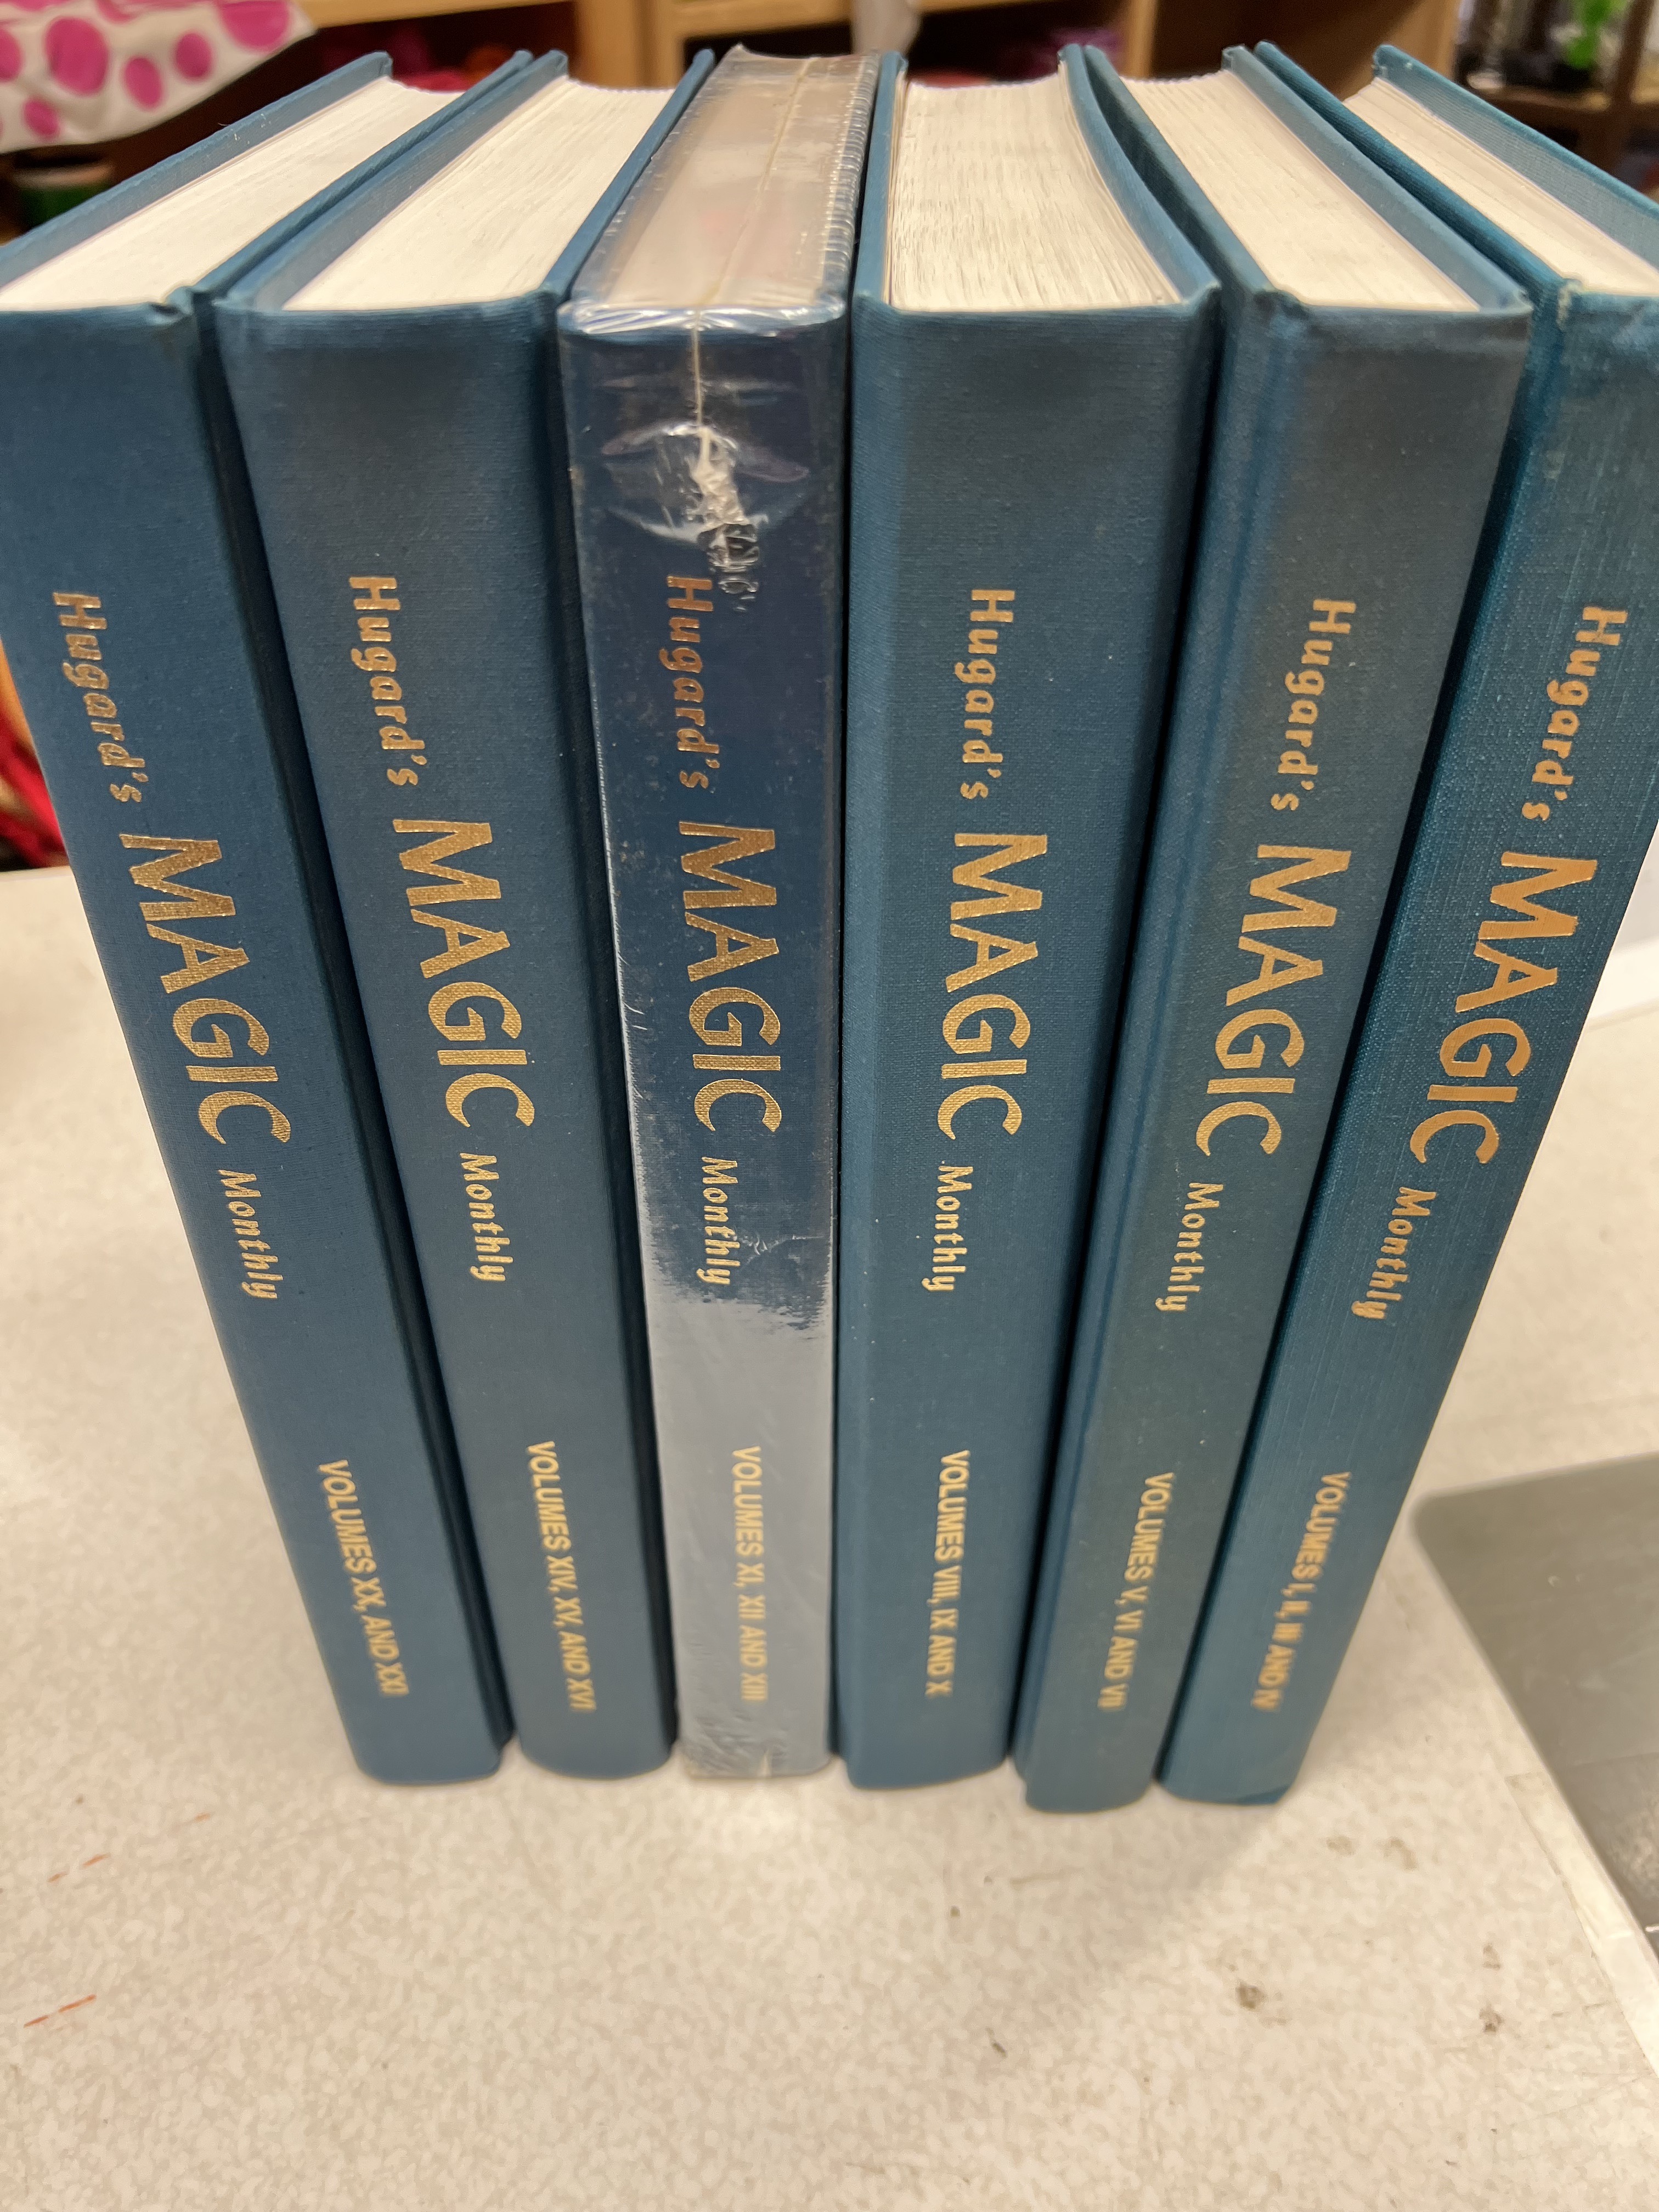 Hugard's MAGIC Monthly
VOLUMES XX, AND XXI
Hugard's MAGIC Monthly
VOLUMES XIV, XV, AND XVI
Hugard's MAGIC Monthly
VOLUMES XI, XII AND XIII
Hugard's MAGIC Monthly
VOLUMES VIII, IX AND X
Hugard's MAGIC Monthly
VOLUMES V, VI AND VII
Hugard's MAGIC Monthly
VOLUMES I, II, III AND IV